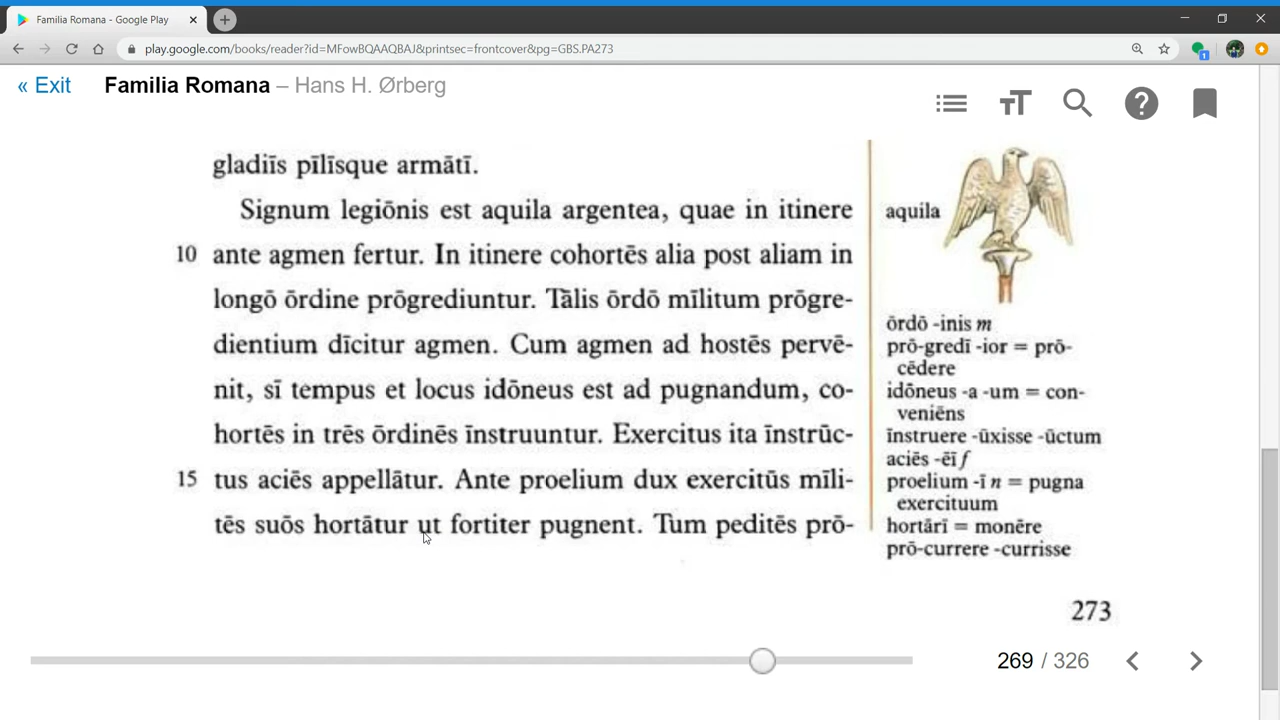 Familia Romana - Google Play
play.google.com/books/reader?id=MFowBQAAQBAJ&printsec=frontcover&pg=GBS.PA273
« Exit
Familia Romana – Hans H. Ørberg
gladiīs pīlīsque armātī.
Signum legiōnis est aquila argentea, quae in itinere
10 ante agmen fertur. In itinere cohortēs alia post aliam in
longō ōrdine prōgrediuntur. Tālis ōrdō mīlitum prōgre-
dientium dīcitur agmen. Cum agmen ad hostēs pervē-
nit, sī tempus et locus idōneus est ad pugnandum, co-
hortēs in trēs ōrdinēs īnstruuntur. Exercitus ita īnstrūc-
15 tus aciēs appellātur. Ante proelium dux exercitūs mīli-
tēs suōs hortātur ut fortiter pugnent. Tum peditēs prō-
aquila
ōrdō -inis m
prō-gredī -ior = prō-
cēdere
idōneus -a -um = con-
veniēns
īnstruere -ūxisse -ūctum
aciēs -ēī f
proelium -ī n = pugna
exercituum
hortārī = monēre
prō-currere -currisse
273
269 / 326